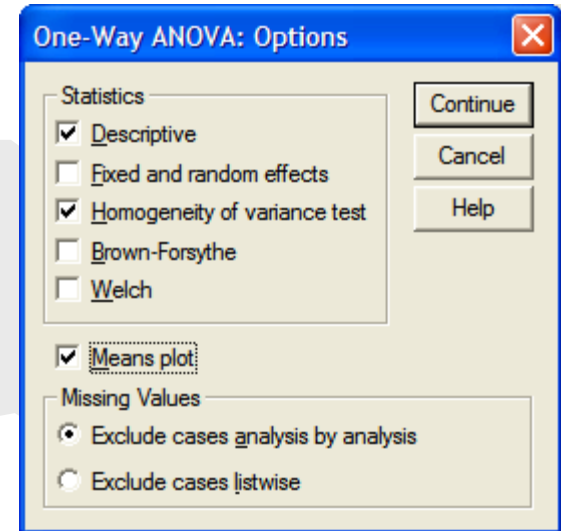 One-Way ANOVA: Options
Statistics
Descriptive
Fixed and random effects
Homogeneity of variance test
Brown-Forsythe
Welch
Continue
Cancel
Help
Means plot
Missing Values
Exclude cases analysis by analysis
Exclude cases listwise